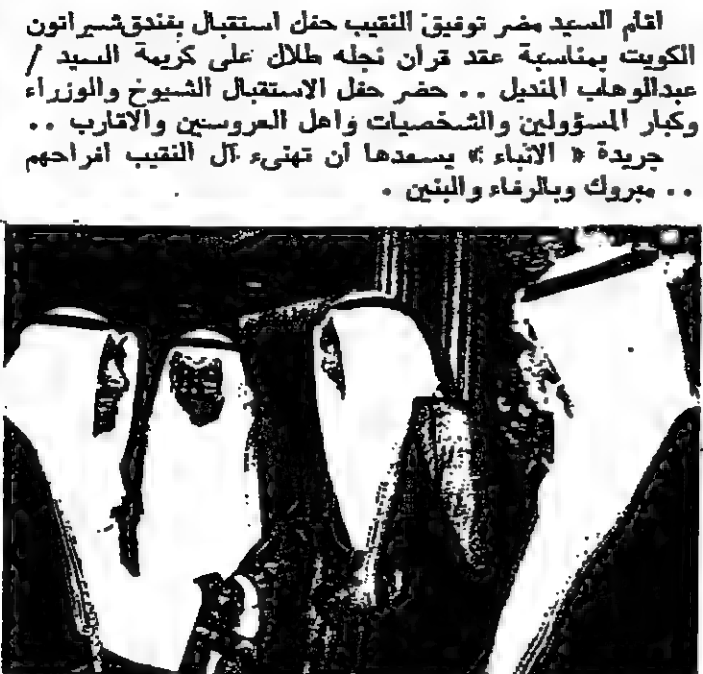 اقام السيد مضر توفيق النقيب حفل استقبال بفندق شيراتون
الكويت بمناسبة عقد قران نجله طلال على كريمة السيد /
عبدالوهاب المنديل .. حضر حفل الاستقبال الشيوخ والوزراء
وكبار المسؤولين والشخصيات واهل العروسين والاقارب ..
جريدة « الانباء » يسعدها ان تهنىء آل النقيب افراحهم
.. مبروك وبالرفاء والبنين .